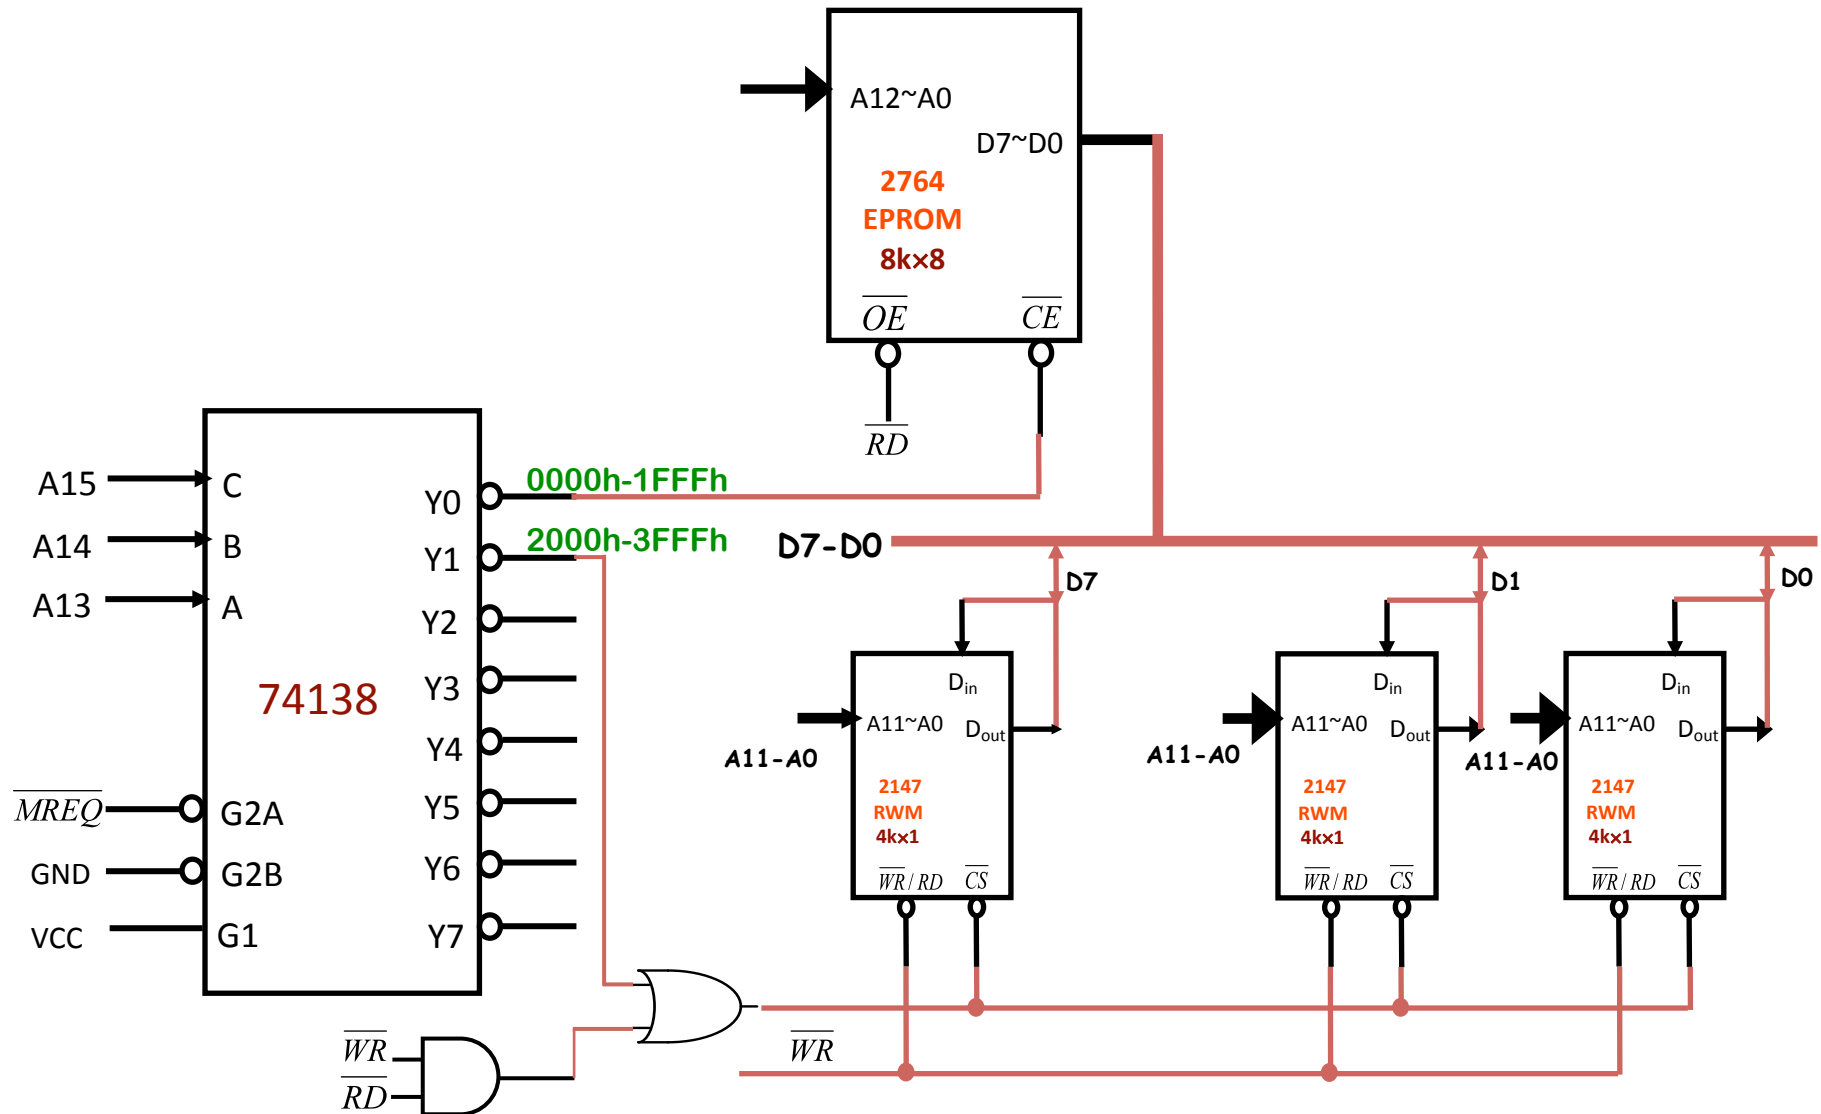 A12~A0
D7~D0
2764
EPROM
8k×8
OE
CE
RD
A15
C
Y0
0000h-1FFFh
A14
B
Y1
2000h-3FFFh
D7-D0
A13
A
Y2
Y3
74138
Y4
Y5
MREQ
G2A
Y6
GND
G2B
Y7
VCC
G1
D7
D1
D0
Din
A11~A0
Dout
A11-A0
2147
RWM
4k×1
WR/RD
CS
Din
A11~A0
Dout
A11-A0
2147
RWM
4k×1
WR/RD
CS
Din
A11~A0
Dout
A11-A0
2147
RWM
4k×1
WR/RD
CS
WR
RD
WR